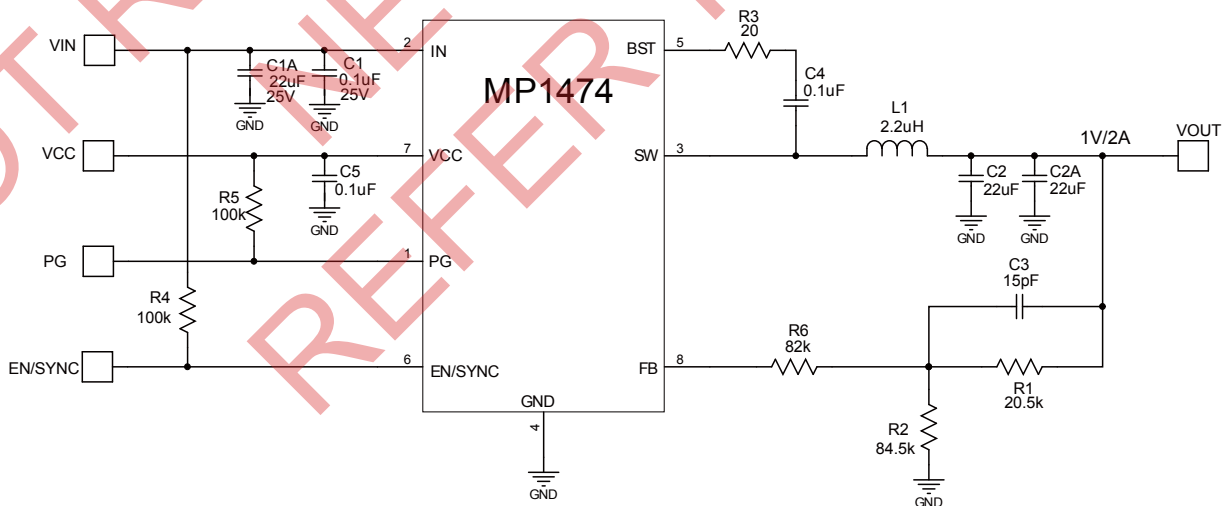 VIN
2
IN
C1A
22uF
25V
GND
C1
0.1uF
25V
GND
MP1474
BST
5
R3
20
C4
0.1uF
VCC
7
VCC
C5
0.1uF
GND
R5
100k
SW
3
L1
2.2uH
1V/2A
VOUT
C2
22uF
GND
C2A
22uF
GND
PG
1
PG
R4
100k
C3
15pF
EN/SYNC
6
EN/SYNC
FB
8
R6
82k
R1
20.5k
R2
84.5k
GND
GND
4
GND
REFER